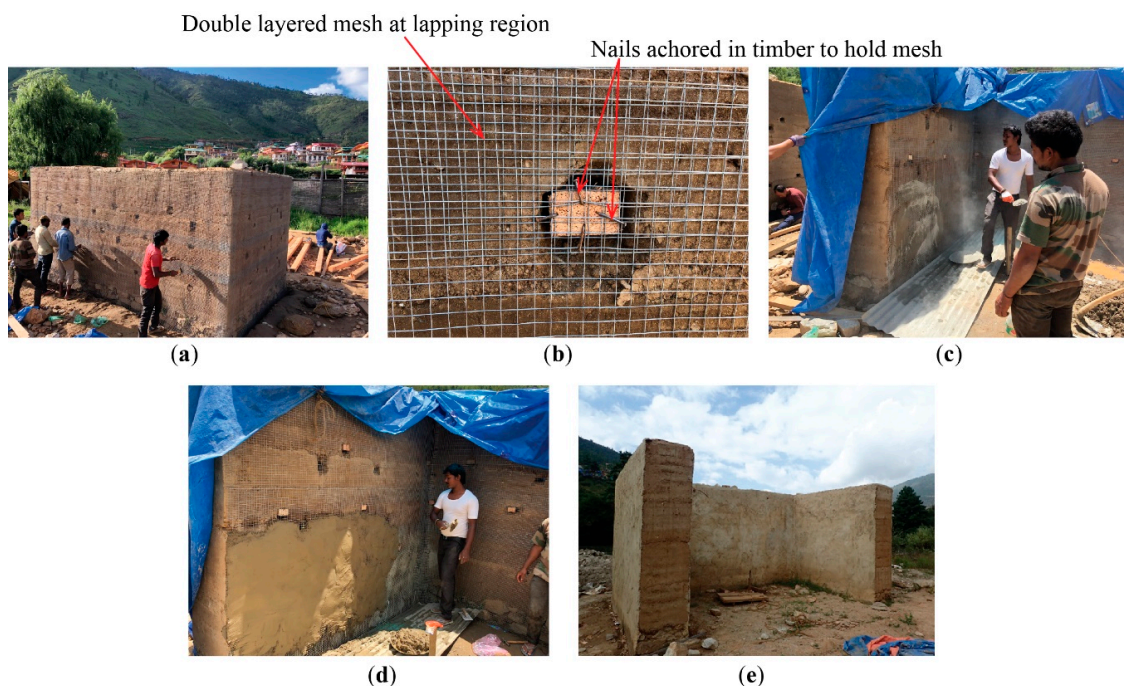 Double layered mesh at lapping region
Nails achored in timber to hold mesh
(a)
(b)
(c)
(d)
(e)